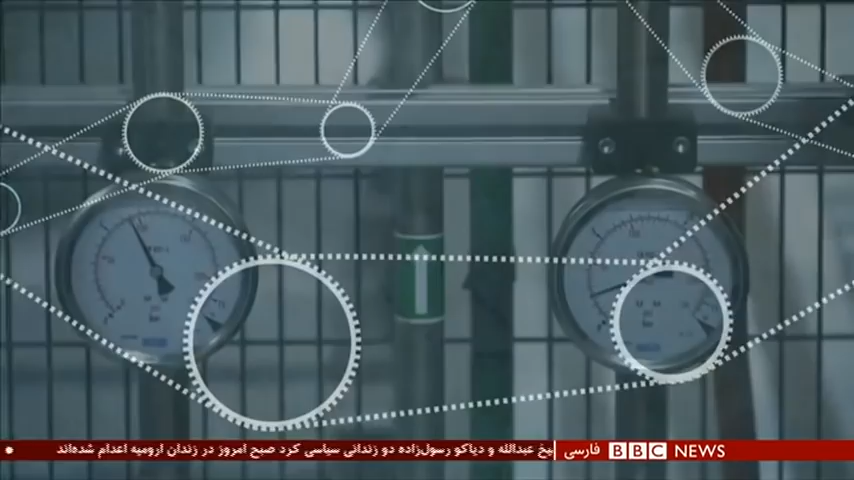 یخ عبدالله و دیاکو رسول‌زاده دو زندانی سیاسی کرد صبح امروز در زندان ارومیه اعدام شده‌اند
BBC NEWS فارسی